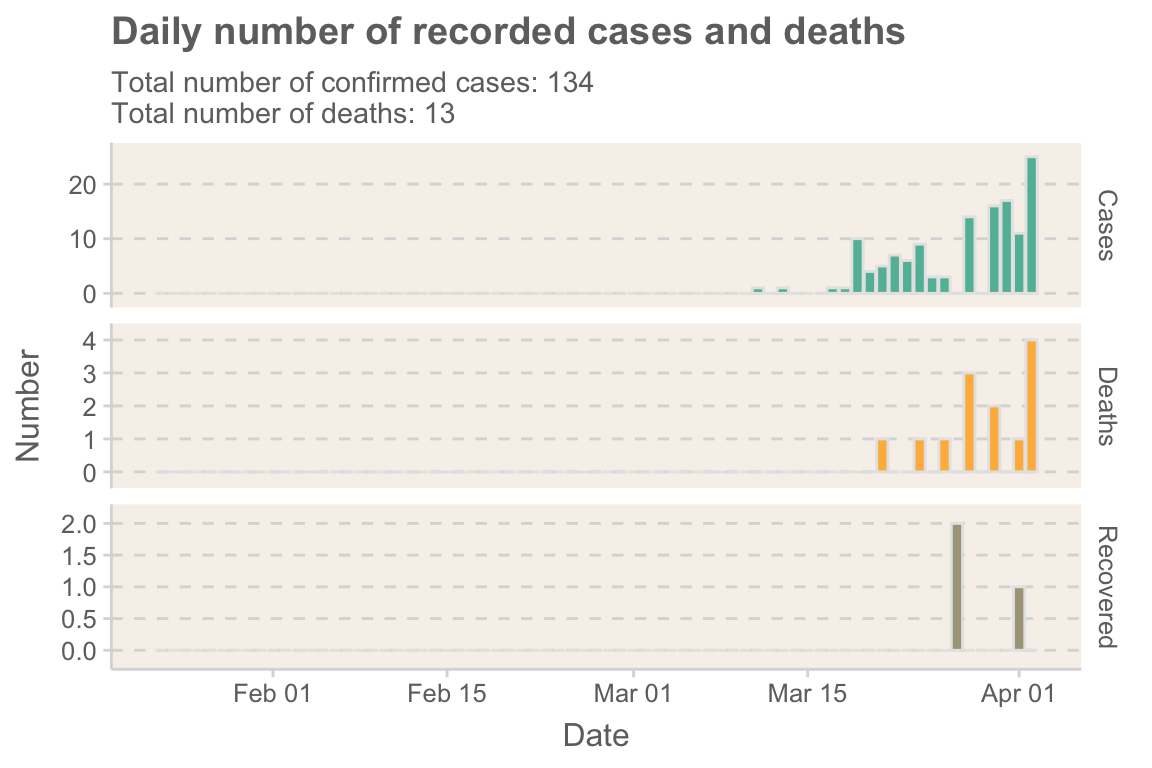 Daily number of recorded cases and deaths
Total number of confirmed cases: 134
Total number of deaths: 13
20
10
0
Cases
4
3
2
1
0
Deaths
Number
2.0
1.5
1.0
0.5
0.0
Recovered
Feb 01 Feb 15 Mar 01 Mar 15 Apr 01
Date